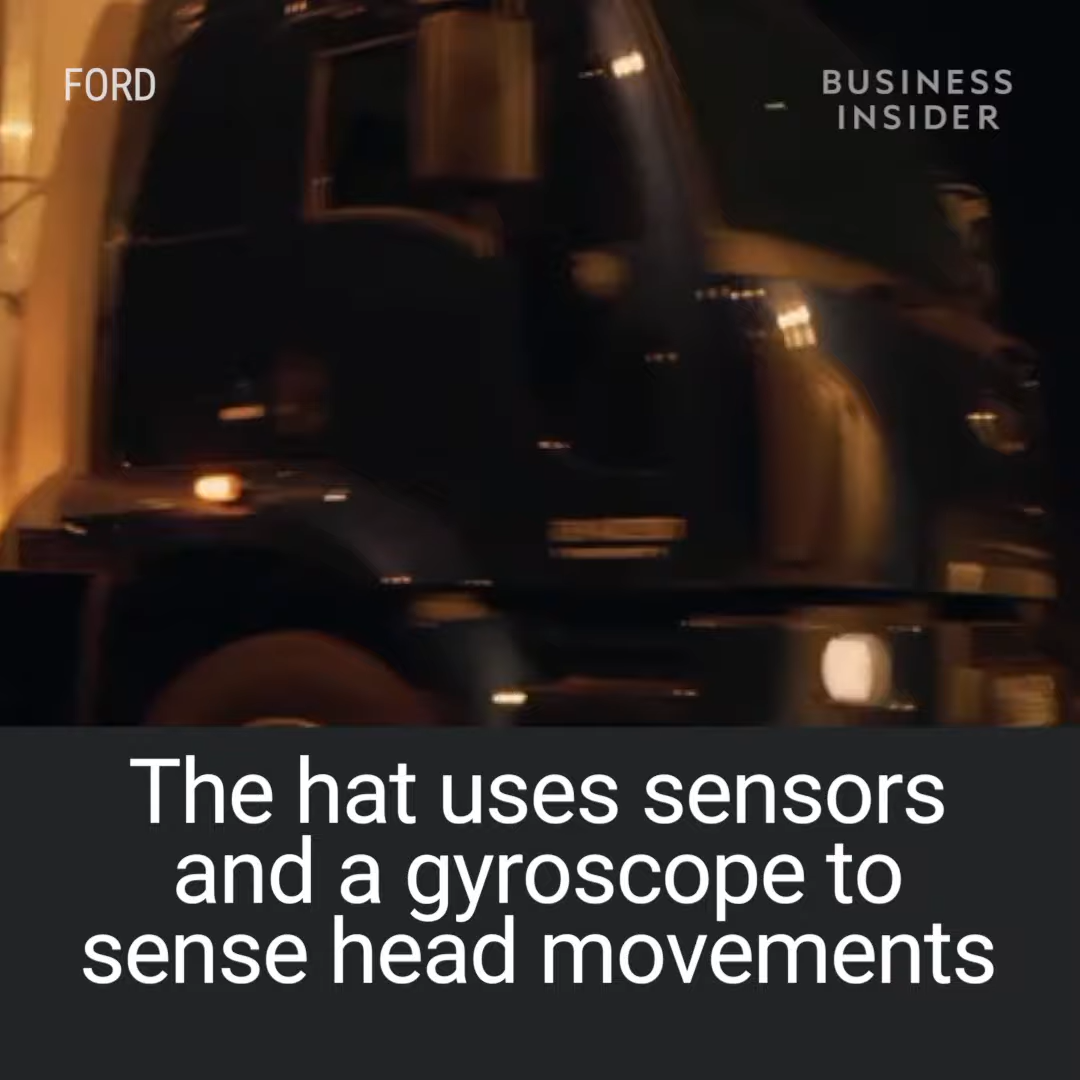 FORD
BUSINESS
INSIDER
The hat uses sensors
and a gyroscope to
sense head movements